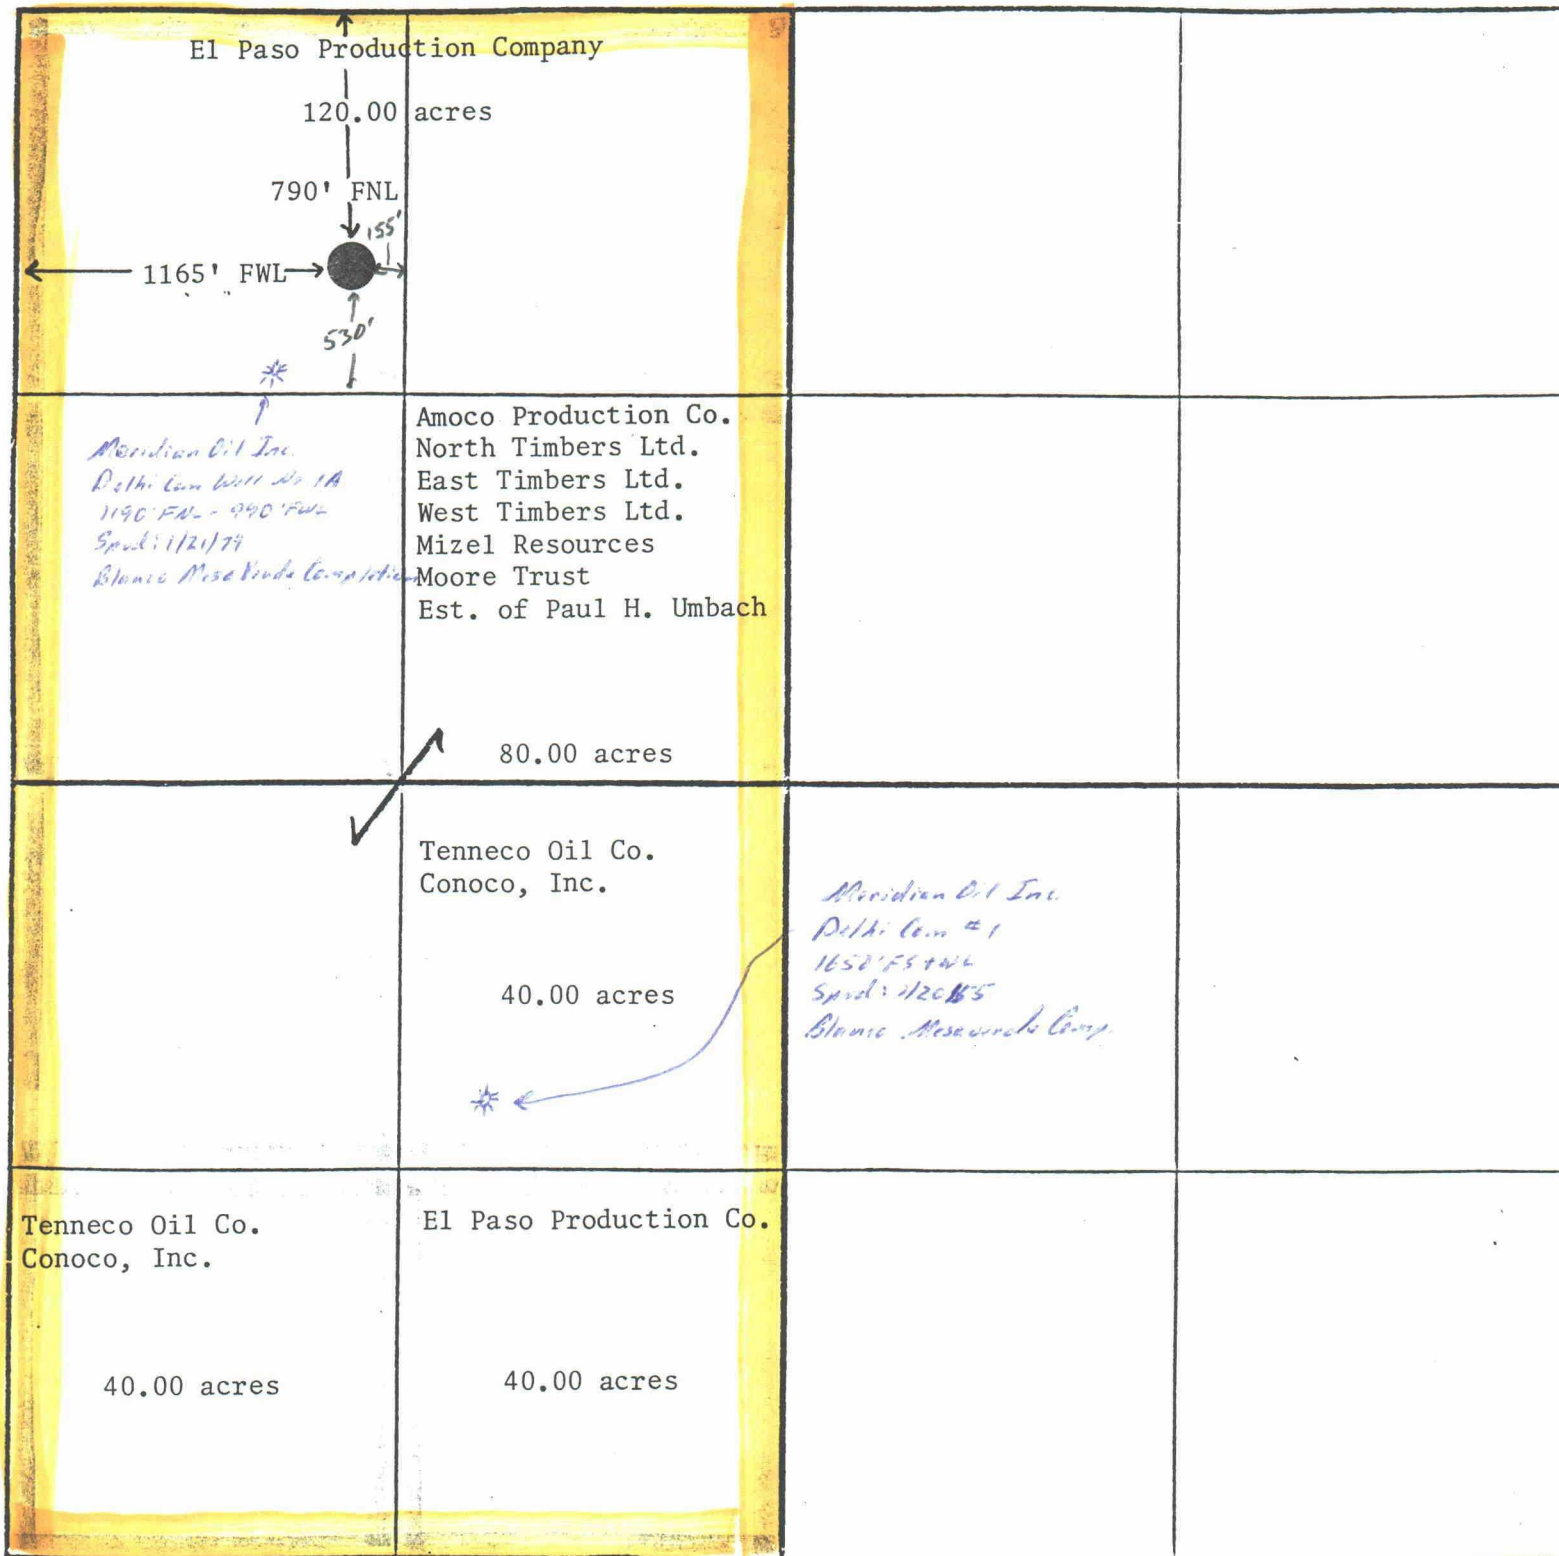 El Paso Production Company
120.00 acres
790' FNL
155'
1165' FWL
530'
Meridian Oil Inc.
Delhi Com Well No 1A
1190' FNL - 990' FWL
Spud: 1/21/79
Blanco Mesa Verde Completion
Amoco Production Co.
North Timbers Ltd.
East Timbers Ltd.
West Timbers Ltd.
Mizel Resources
Moore Trust
Est. of Paul H. Umbach
80.00 acres
Tenneco Oil Co.
Conoco, Inc.
40.00 acres
Meridian Oil Inc.
Delhi Com #1
1650' FS + WL
Spud:
Blanco Mesaverde Comp.
Tenneco Oil Co.
Conoco, Inc.
40.00 acres
El Paso Production Co.
40.00 acres